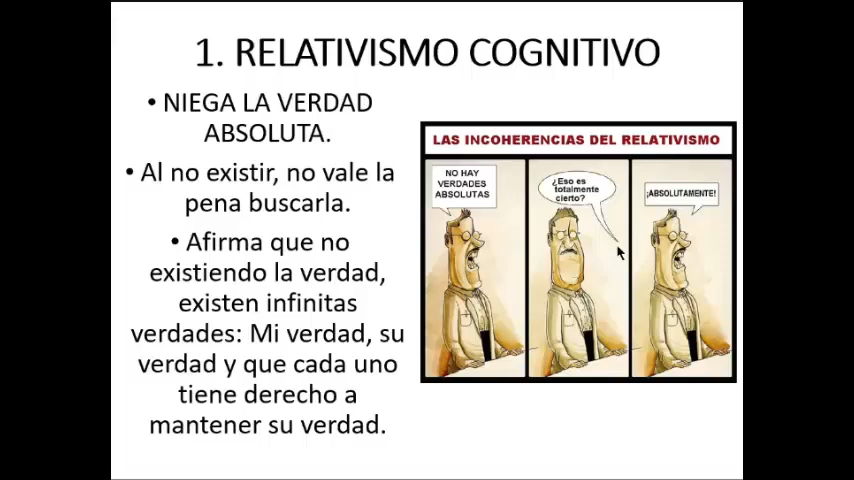 1. RELATIVISMO COGNITIVO
• NIEGA LA VERDAD
ABSOLUTA.
• Al no existir, no vale la
pena buscarla.
• Afirma que no
existiendo la verdad,
existen infinitas
verdades: Mi verdad, su
verdad y que cada uno
tiene derecho a
mantener su verdad.
LAS INCOHERENCIAS DEL RELATIVISMO
NO HAY
VERDADES
ABSOLUTAS
¿Eso es
totalmente
cierto?
¡ABSOLUTAMENTE!